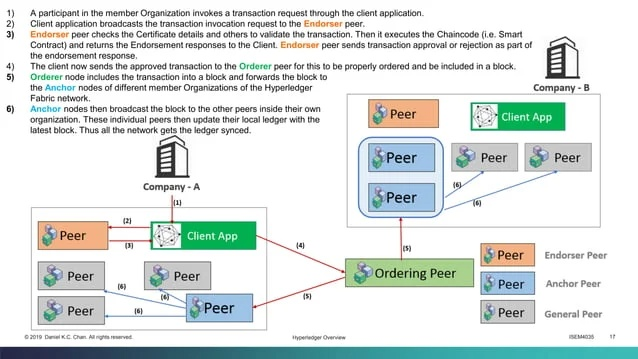 1) A participant in the member Organization invokes a transaction request through the client application.
2) Client application broadcasts the transaction invocation request to the Endorser peer.
3) Endorser peer checks the Certificate details and others to validate the transaction. Then it executes the Chaincode (i.e. Smart
Contract) and returns the Endorsement responses to the Client. Endorser peer sends transaction approval or rejection as part of
the endorsement response.
4) The client now sends the approved transaction to the Orderer peer for this to be properly ordered and be included in a block.
5) Orderer node includes the transaction into a block and forwards the block to
the Anchor nodes of different member Organizations of the Hyperledger
Fabric network.
6) Anchor nodes then broadcast the block to the other peers inside their own
organization. These individual peers then update their local ledger with the
latest block. Thus all the network gets the ledger synced.
Company - B
Peer
Client App
Peer
Peer
Peer
Peer
(6)
(6)
Company - A
(1)
(2)
Peer
Client App
(3)
(4)
(5)
Peer
Peer
(6)
(6)
Peer
(6)
Peer
(5)
Ordering Peer
Peer
Endorser Peer
Peer
Anchor Peer
Peer
General Peer
© 2019 Daniel K.C. Chan. All rights reserved.
Hyperledger Overview
ISEM4035
17